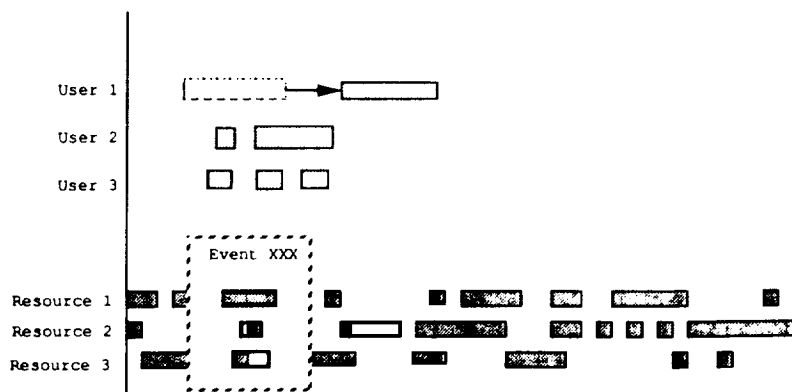 User 1
User 2
User 3
Event XXX
Resource 1
Resource 2
Resource 3